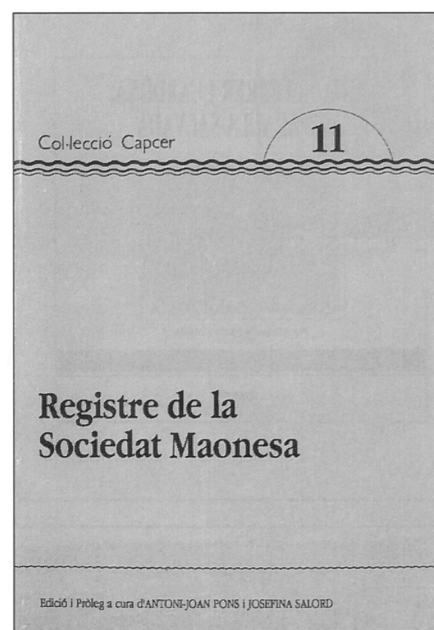 Col·lecció Capcer
11
Registre de la
Sociedat Maonesa
Edició i Pròleg a cura d'ANTONI-JOAN PONS i JOSEFINA SALORD